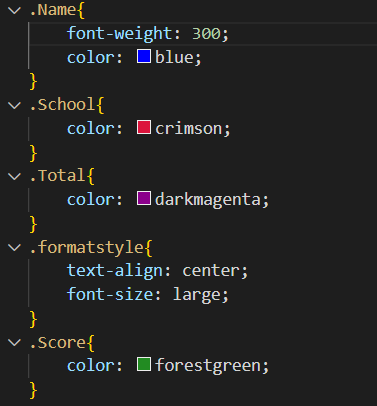 .Name{
    font-weight: 300;
    color: blue;
}
.School{
    color: crimson;
}
.Total{
    color: darkmagenta;
}
.formatstyle{
    text-align: center;
    font-size: large;
}
.Score{
    color: forestgreen;
}